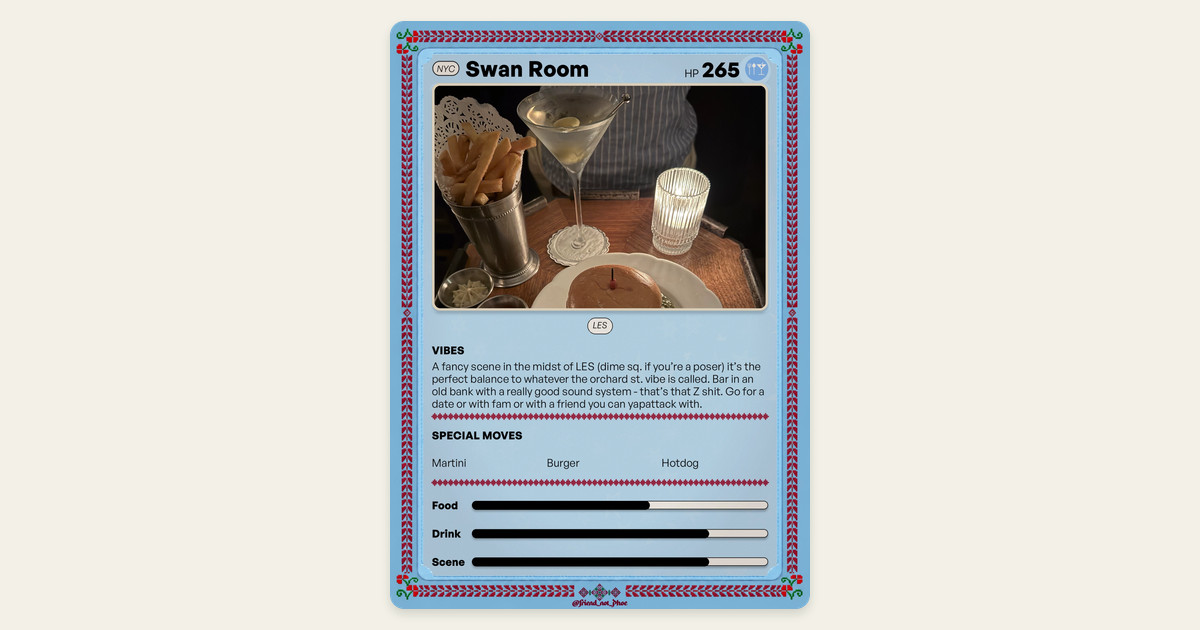 NYC Swan Room HP 265
LES
VIBES
A fancy scene in the midst of LES (dime sq. if you're a poser) it's the
perfect balance to whatever the orchard st. vibe is called. Bar in an
old bank with a really good sound system - that's that Z shit. Go for a
date or with fam or with a friend you can yapattack with.
SPECIAL MOVES
Martini Burger Hotdog
Food
Drink
Scene
@friend_not_phoe